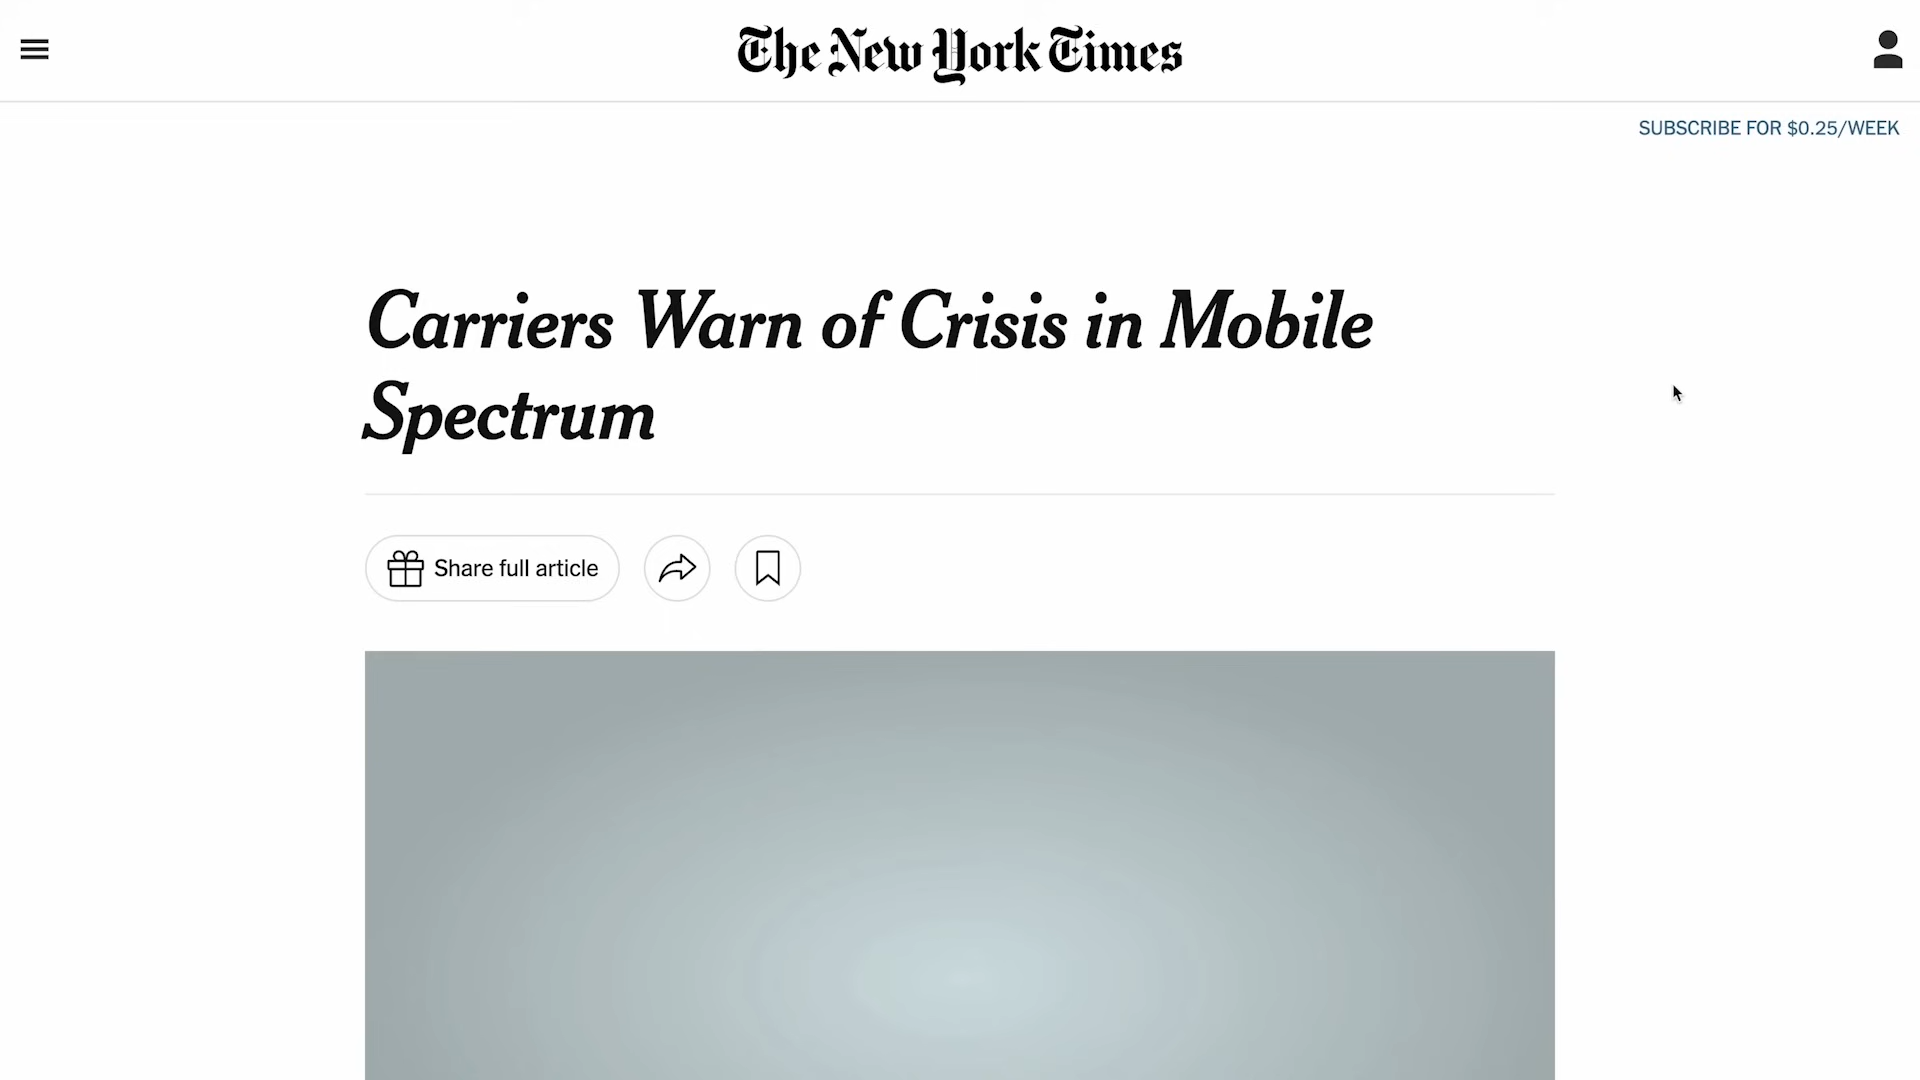 The New York Times
SUBSCRIBE FOR $0.25/WEEK
Carriers Warn of Crisis in Mobile
Spectrum
Share full article